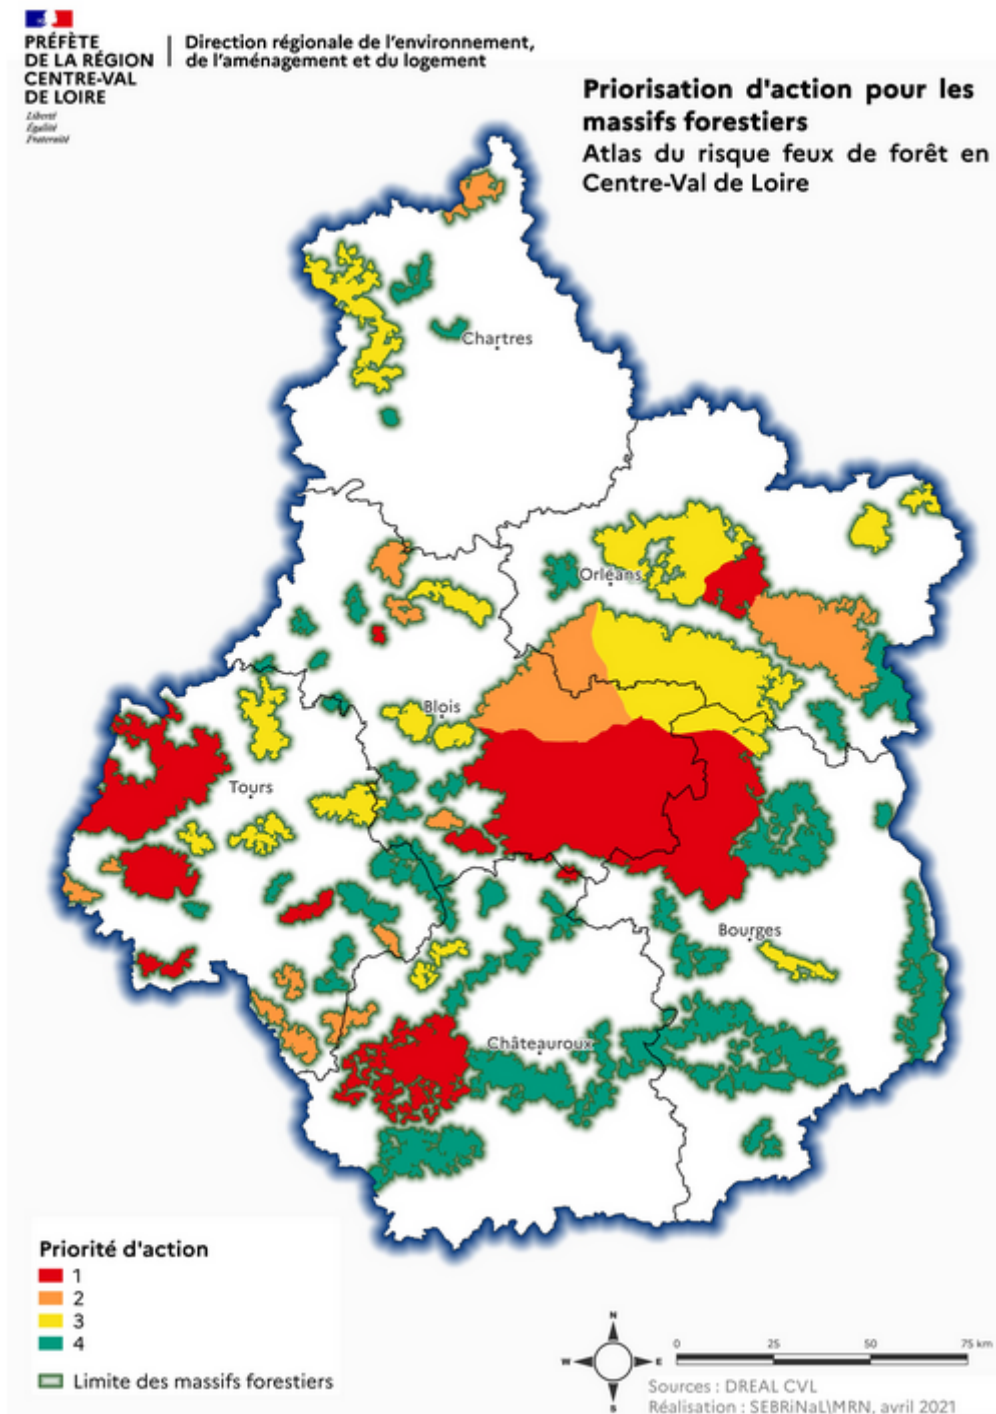 PRÉFÈTE
DE LA RÉGION
CENTRE-VAL
DE LOIRE
Liberté
Égalité
Fraternité
Direction régionale de l'environnement,
de l'aménagement et du logement
Priorisation d'action pour les
massifs forestiers
Atlas du risque feux de forêt en
Centre-Val de Loire
Chartres
Orléans
Blois
Tours
Bourges
Châteauroux
Priorité d'action
1
2
3
4
Limite des massifs forestiers
N
W
E
S
0 25 50 75 km
Sources : DREAL CVL
Réalisation : SEBRiNaL\MRN, avril 2021